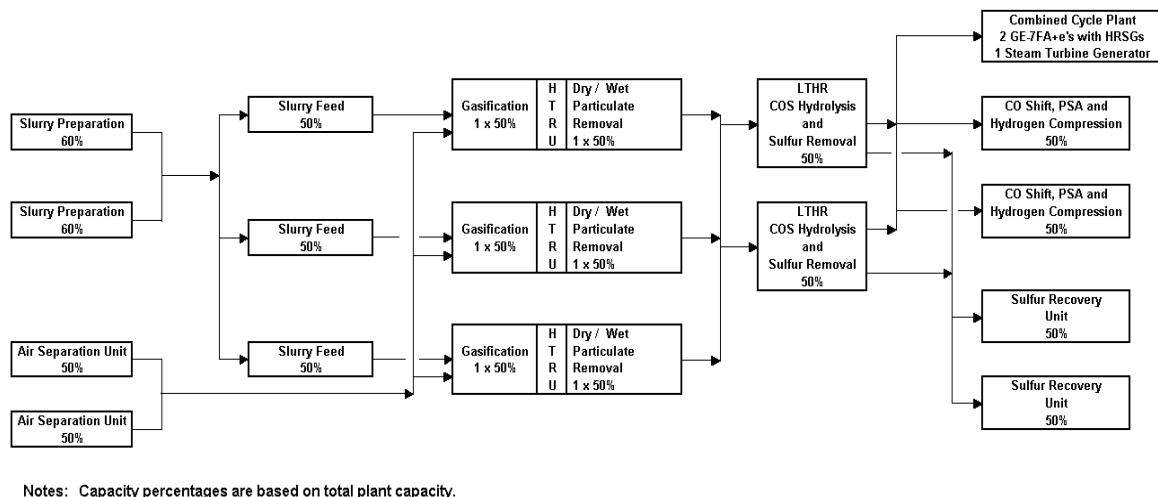 Combined Cycle Plant
2 GE-7FA+e's with HRSGs
1 Steam Turbine Generator
Slurry Preparation
60%
Slurry Preparation
60%
Air Separation Unit
50%
Air Separation Unit
50%
Slurry Feed
50%
Slurry Feed
50%
Slurry Feed
50%
Gasification
1 x 50%
H
T
R
U
Dry / Wet
Particulate
Removal
1 x 50%
Gasification
1 x 50%
H
T
R
U
Dry / Wet
Particulate
Removal
1 x 50%
Gasification
1 x 50%
H
T
R
U
Dry / Wet
Particulate
Removal
1 x 50%
LTHR
COS Hydrolysis
and
Sulfur Removal
50%
LTHR
COS Hydrolysis
and
Sulfur Removal
50%
CO Shift, PSA and
Hydrogen Compression
50%
CO Shift, PSA and
Hydrogen Compression
50%
Sulfur Recovery
Unit
50%
Sulfur Recovery
Unit
50%
Notes: Capacity percentages are based on total plant capacity.